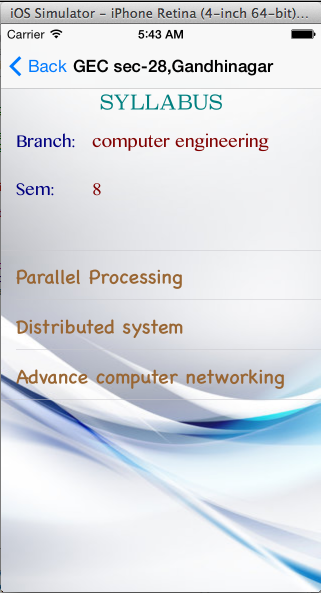 iOS Simulator - iPhone Retina (4-inch 64-bit)...
Carrier 5:43 AM
Back GEC sec-28,Gandhinagar
SYLLABUS
Branch: computer engineering
Sem: 8
Parallel Processing
Distributed system
Advance computer networking